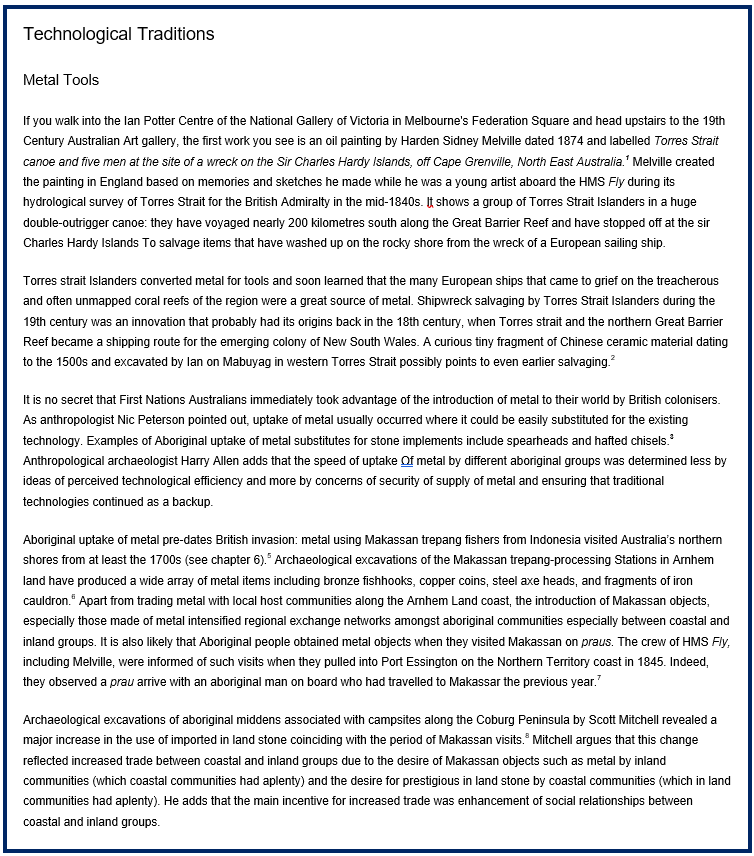 Technological Traditions
Metal Tools
If you walk into the Ian Potter Centre of the National Gallery of Victoria in Melbourne's Federation Square and head upstairs to the 19th
Century Australian Art gallery, the first work you see is an oil painting by Harden Sidney Melville dated 1874 and labelled Torres Strait
canoe and five men at the site of a wreck on the Sir Charles Hardy Islands, off Cape Grenville, North East Australia.¹ Melville created
the painting in England based on memories and sketches he made while he was a young artist aboard the HMS Fly during its
hydrological survey of Torres Strait for the British Admiralty in the mid-1840s. It shows a group of Torres Strait Islanders in a huge
double-outrigger canoe: they have voyaged nearly 200 kilometres south along the Great Barrier Reef and have stopped off at the sir
Charles Hardy Islands To salvage items that have washed up on the rocky shore from the wreck of a European sailing ship.
Torres strait Islanders converted metal for tools and soon learned that the many European ships that came to grief on the treacherous
and often unmapped coral reefs of the region were a great source of metal. Shipwreck salvaging by Torres Strait Islanders during the
19th century was an innovation that probably had its origins back in the 18th century, when Torres strait and the northern Great Barrier
Reef became a shipping route for the emerging colony of New South Wales. A curious tiny fragment of Chinese ceramic material dating
to the 1500s and excavated by Ian on Mabuyag in western Torres Strait possibly points to even earlier salvaging.²
It is no secret that First Nations Australians immediately took advantage of the introduction of metal to their world by British colonisers.
As anthropologist Nic Peterson pointed out, uptake of metal usually occurred where it could be easily substituted for the existing
technology. Examples of Aboriginal uptake of metal substitutes for stone implements include spearheads and hafted chisels.³
Anthropological archaeologist Harry Allen adds that the speed of uptake Of metal by different aboriginal groups was determined less by
ideas of perceived technological efficiency and more by concerns of security of supply of metal and ensuring that traditional
technologies continued as a backup.
Aboriginal uptake of metal pre-dates British invasion: metal using Makassan trepang fishers from Indonesia visited Australia's northern
shores from at least the 1700s (see chapter 6).⁵ Archaeological excavations of the Makassan trepang-processing Stations in Arnhem
land have produced a wide array of metal items including bronze fishhooks, copper coins, steel axe heads, and fragments of iron
cauldron.⁶ Apart from trading metal with local host communities along the Arnhem Land coast, the introduction of Makassan objects,
especially those made of metal intensified regional exchange networks amongst aboriginal communities especially between coastal and
inland groups. It is also likely that Aboriginal people obtained metal objects when they visited Makassan on praus. The crew of HMS Fly,
including Melville, were informed of such visits when they pulled into Port Essington on the Northern Territory coast in 1845. Indeed,
they observed a prau arrive with an aboriginal man on board who had travelled to Makassar the previous year.⁷
Archaeological excavations of aboriginal middens associated with campsites along the Coburg Peninsula by Scott Mitchell revealed a
major increase in the use of imported in land stone coinciding with the period of Makassan visits.⁸ Mitchell argues that this change
reflected increased trade between coastal and inland groups due to the desire of Makassan objects such as metal by inland
communities (which coastal communities had aplenty) and the desire for prestigious in land stone by coastal communities (which in land
communities had aplenty). He adds that the main incentive for increased trade was enhancement of social relationships between
coastal and inland groups.